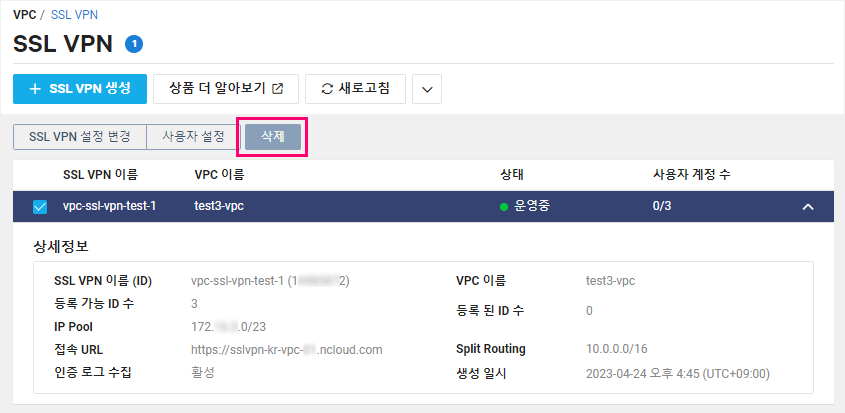 VPC / SSL VPN
SSL VPN 1
+ SSL VPN 생성 상품 더 알아보기 새로고침
SSL VPN 설정 변경 사용자 설정 삭제
SSL VPN 이름 VPC 이름 상태 사용자 계정 수
vpc-ssl-vpn-test-1 test3-vpc 운영중 0/3
상세정보
SSL VPN 이름 (ID) vpc-ssl-vpn-test-1 (1 2) VPC 이름 test3-vpc
등록 가능 ID 수 3 등록 된 ID 수 0
IP Pool 172. .0/23
접속 URL https://sslvpn-kr-vpc- .ncloud.com Split Routing 10.0.0.0/16
인증 로그 수집 활성 생성 일시 2023-04-24 오후 4:45 (UTC+09:00)